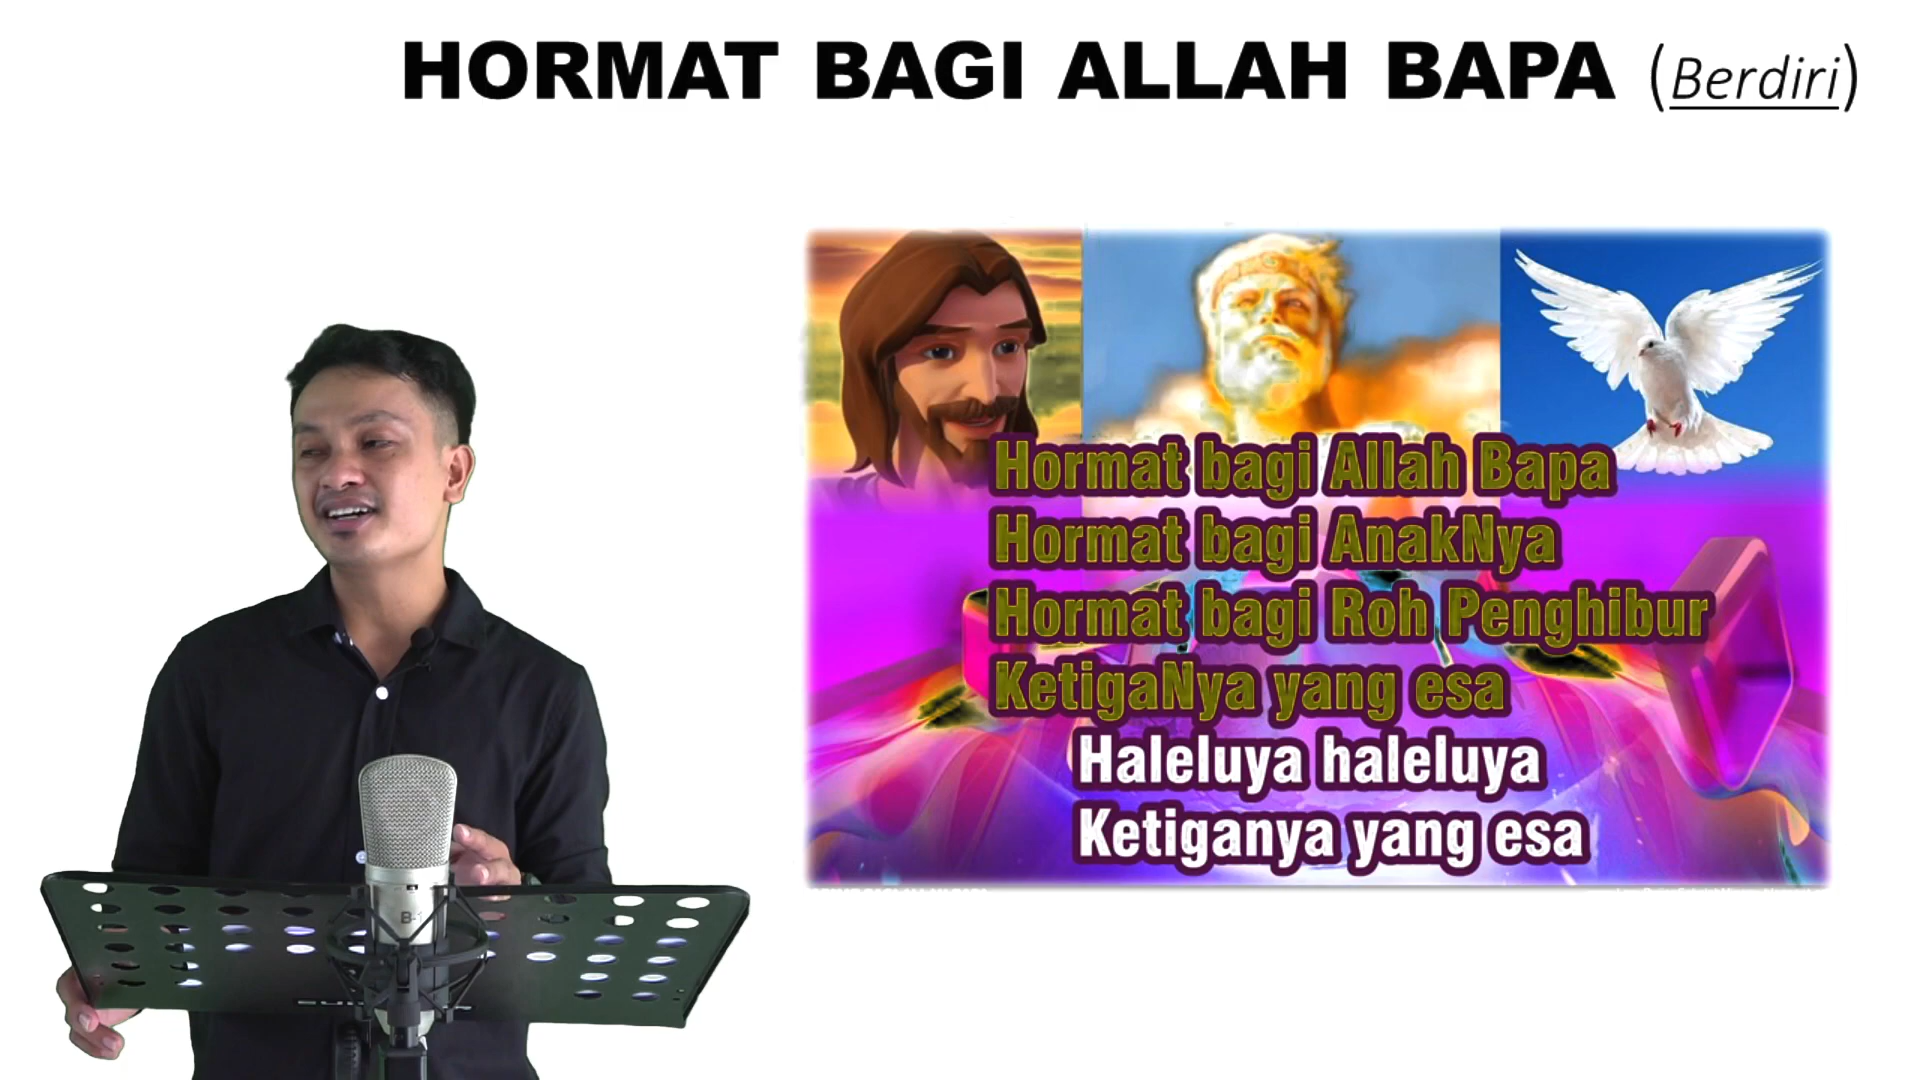 HORMAT BAGI ALLAH BAPA (Berdiri)
Hormat bagi Allah Bapa
Hormat bagi AnakNya
Hormat bagi Roh Penghibur
KetigaNya yang esa
Haleluya haleluya
Ketiganya yang esa
B-1